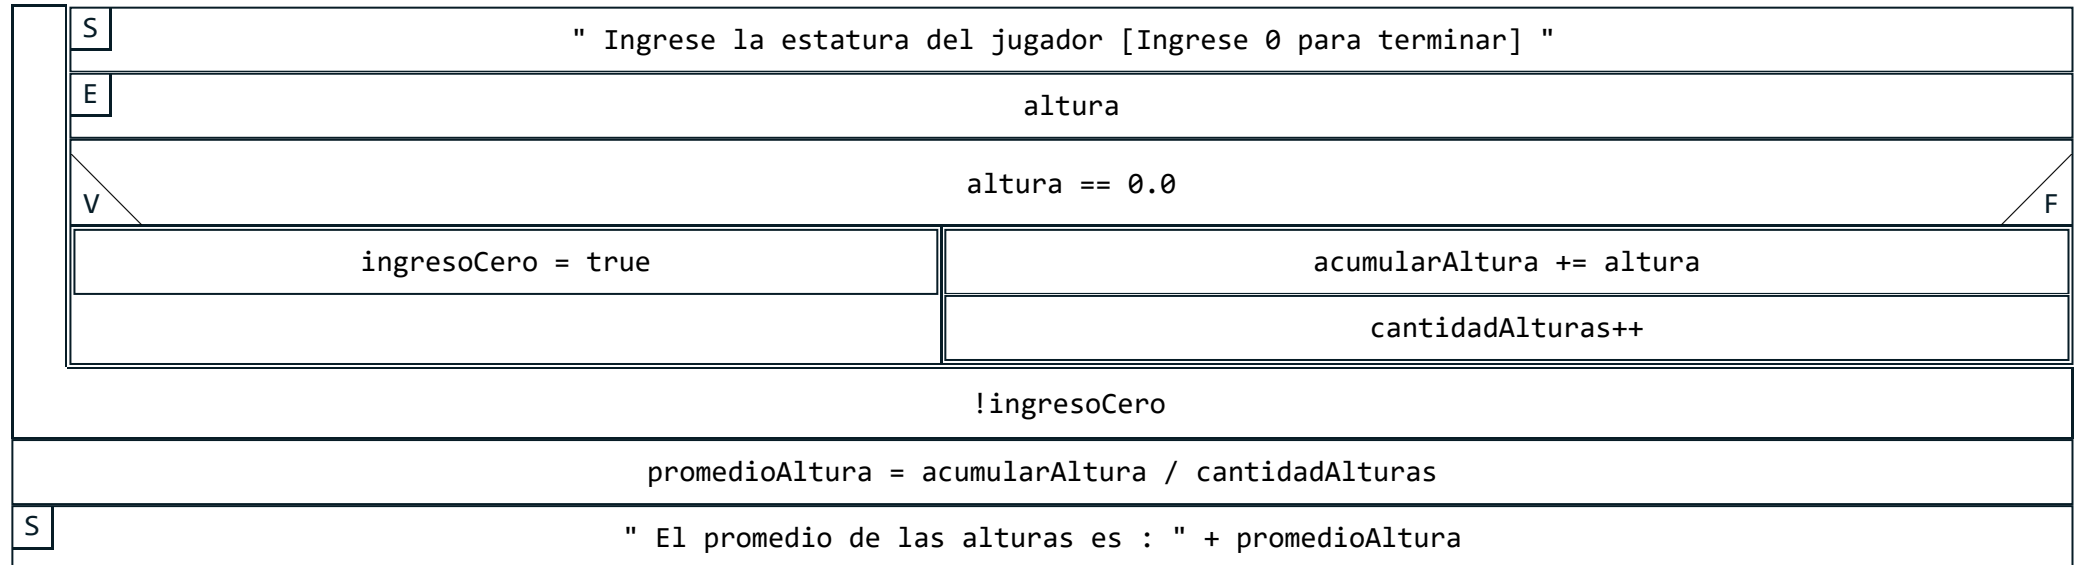 S
" Ingrese la estatura del jugador [Ingrese 0 para terminar] "
E
altura
altura == 0.0
V
F
ingresoCero = true
acumularAltura += altura
cantidadAlturas++
!ingresoCero
promedioAltura = acumularAltura / cantidadAlturas
S
" El promedio de las alturas es : " + promedioAltura